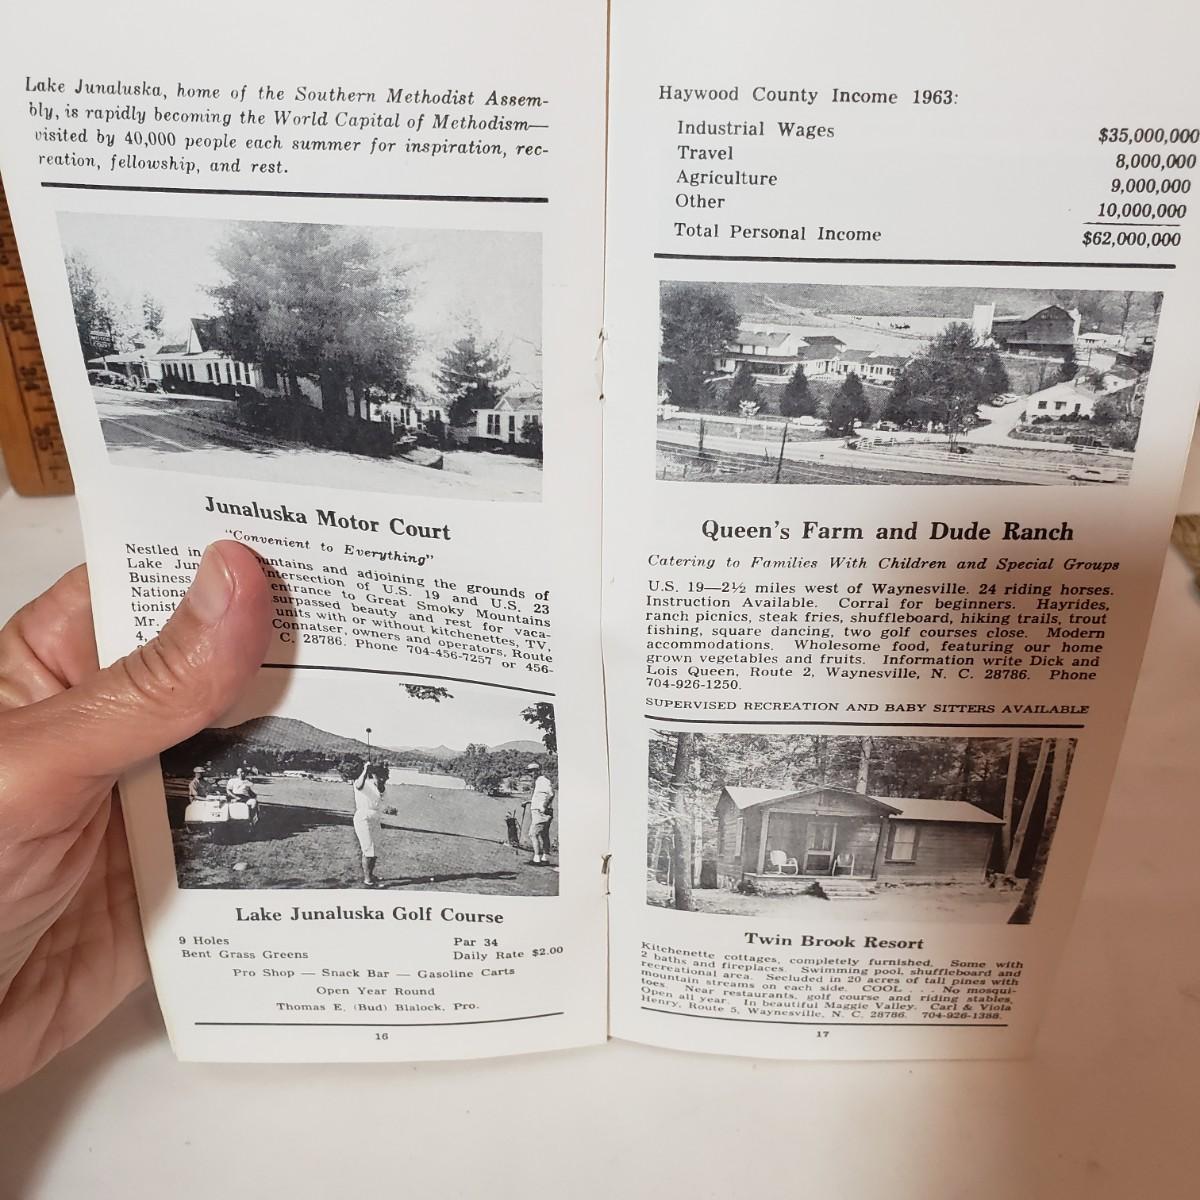 Lake Junaluska, home of the Southern Methodist Assem-
bly, is rapidly becoming the World Capital of Methodism—
visited by 40,000 people each summer for inspiration, rec-
reation, fellowship, and rest.
Junaluska Motor Court
"Convenient to Everything"
Nestled in untains and adjoining the grounds of
Lake Jun ntersection of U.S. 19 and U.S. 23
Business entrance to Great Smoky Mountains
National surpassed beauty and rest for vaca-
tionist units with or without kitchenettes, TV,
Mr. Connatser, owners and operators, Route
4, C. 28786. Phone 704-456-7257 or 456-
Lake Junaluska Golf Course
9 Holes Par 34
Bent Grass Greens Daily Rate $2.00
Pro Shop — Snack Bar — Gasoline Carts
Open Year Round
Thomas E. (Bud) Blalock, Pro.
16
Haywood County Income 1963:
Industrial Wages $35,000,000
Travel 8,000,000
Agriculture 9,000,000
Other 10,000,000
Total Personal Income $62,000,000
Queen's Farm and Dude Ranch
Catering to Families With Children and Special Groups
U.S. 19—2½ miles west of Waynesville. 24 riding horses.
Instruction Available. Corral for beginners. Hayrides,
ranch picnics, steak fries, shuffleboard, hiking trails, trout
fishing, square dancing, two golf courses close. Modern
accommodations. Wholesome food, featuring our home
grown vegetables and fruits. Information write Dick and
Lois Queen, Route 2, Waynesville, N. C. 28786. Phone
704-926-1250.
SUPERVISED RECREATION AND BABY SITTERS AVAILABLE
Twin Brook Resort
Kitchenette cottages, completely furnished. Some with
2 baths and fireplaces. Swimming pool, shuffleboard and
recreational area. Secluded in 20 acres of tall pines with
mountain streams on each side. COOL . . . No mosqui-
toes. Near restaurants, golf course and riding stables.
Open all year. In beautiful Maggie Valley. Carl & Viola
Henry, Route 5, Waynesville, N. C. 28786. 704-926-1388.
17